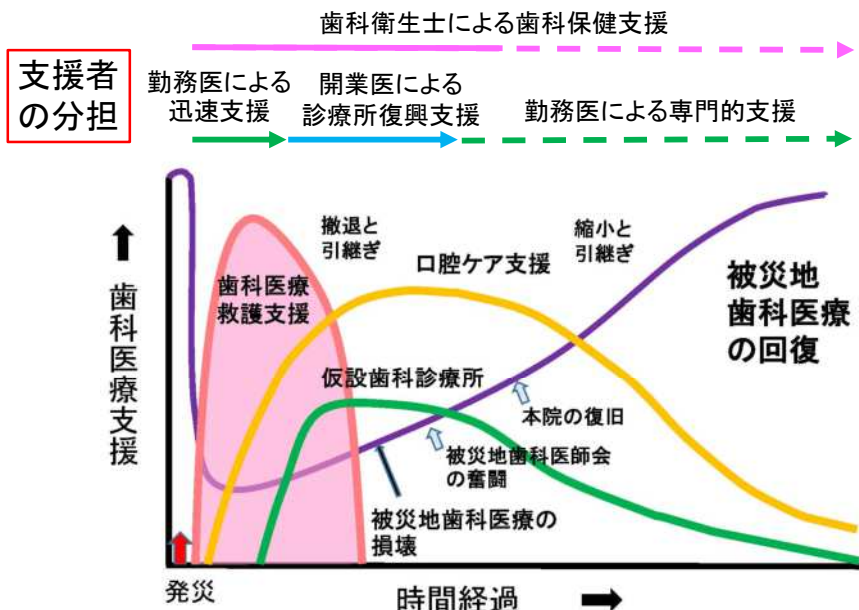 歯科衛生士による歯科保健支援
支援者
の分担
勤務医による
迅速支援
開業医による
診療所復興支援
勤務医による専門的支援
歯科医療支援
歯科医療
救護支援
撤退と
引継ぎ
口腔ケア支援
縮小と
引継ぎ
被災地
歯科医療
の回復
仮設歯科診療所
本院の復旧
被災地歯科医師会
の奮闘
被災地歯科医療の
損壊
発災
時間経過